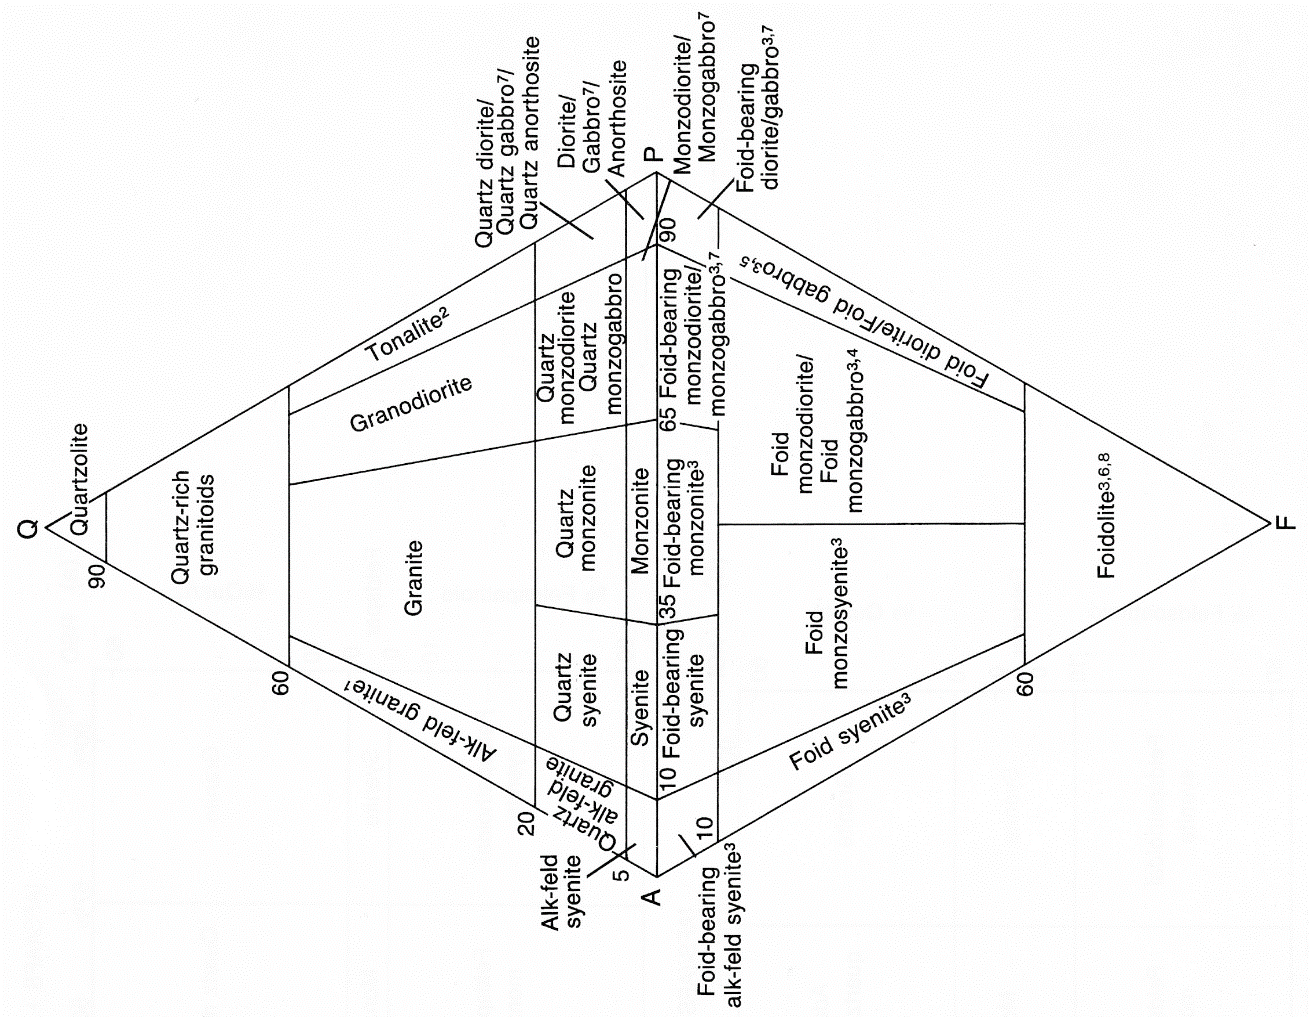 Q
Quartzolite
90
Quartz-rich
granitoids
60
Tonalite²
Granodiorite
Granite
Alk-feld granite¹
20
Quartz diorite/
Quartz gabbro⁷/
Quartz anorthosite
Quartz
monzodiorite
Quartz
monzogabbro
Quartz
monzonite
Quartz
syenite
Quartz
alk-feld
granite
Diorite/
Gabbro⁷/
Anorthosite
Monzonite
Syenite
Alk-feld
syenite
5
A
P
Monzodiorite/
Monzogabbro⁷
10
35
65
90
Foid-bearing
diorite/gabbro³,⁷
Foid-bearing
monzodiorite/
monzogabbro³,⁷
Foid-bearing
monzonite³
Foid-bearing
syenite
10
Foid-bearing
alk-feld syenite³
Foid diorite/Foid gabbro³,⁵
Foid
monzodiorite/
Foid
monzogabbro³,⁴
Foid
monzosyenite³
Foid syenite³
60
Foidolite³,⁶,⁸
F